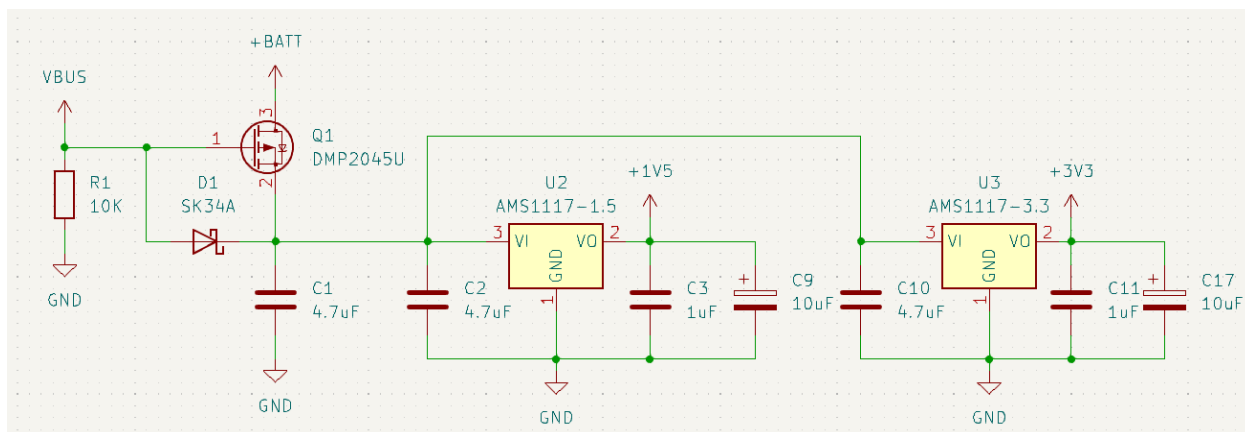 +BATT
VBUS
3
1
Q1
DMP2045U
2
R1
10K
D1
SK34A
GND
C1
4.7uF
GND
C2
4.7uF
U2
AMS1117-1.5
3
VI
VO
2
GND
1
+1V5
C3
1uF
+
C9
10uF
GND
C10
4.7uF
U3
AMS1117-3.3
3
VI
VO
2
GND
1
+3V3
C11
1uF
+
C17
10uF
GND